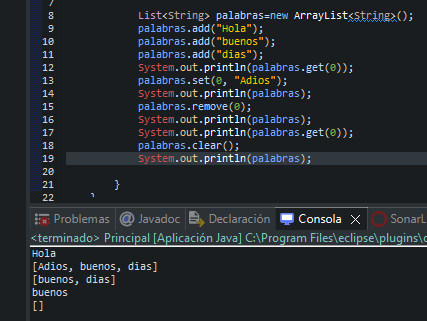 8 List<String> palabras=new ArrayList<String>();
9 palabras.add("Hola");
10 palabras.add("buenos");
11 palabras.add("dias");
12 System.out.println(palabras.get(0));
13 palabras.set(0, "Adios");
14 System.out.println(palabras);
15 palabras.remove(0);
16 System.out.println(palabras);
17 System.out.println(palabras.get(0));
18 palabras.clear();
19 System.out.println(palabras);
20
21 }
22 }
Problemas Javadoc Declaración Consola SonarL
<terminado> Principal [Aplicación Java] C:\Program Files\eclipse\plugins\
Hola
[Adios, buenos, dias]
[buenos, dias]
buenos
[]